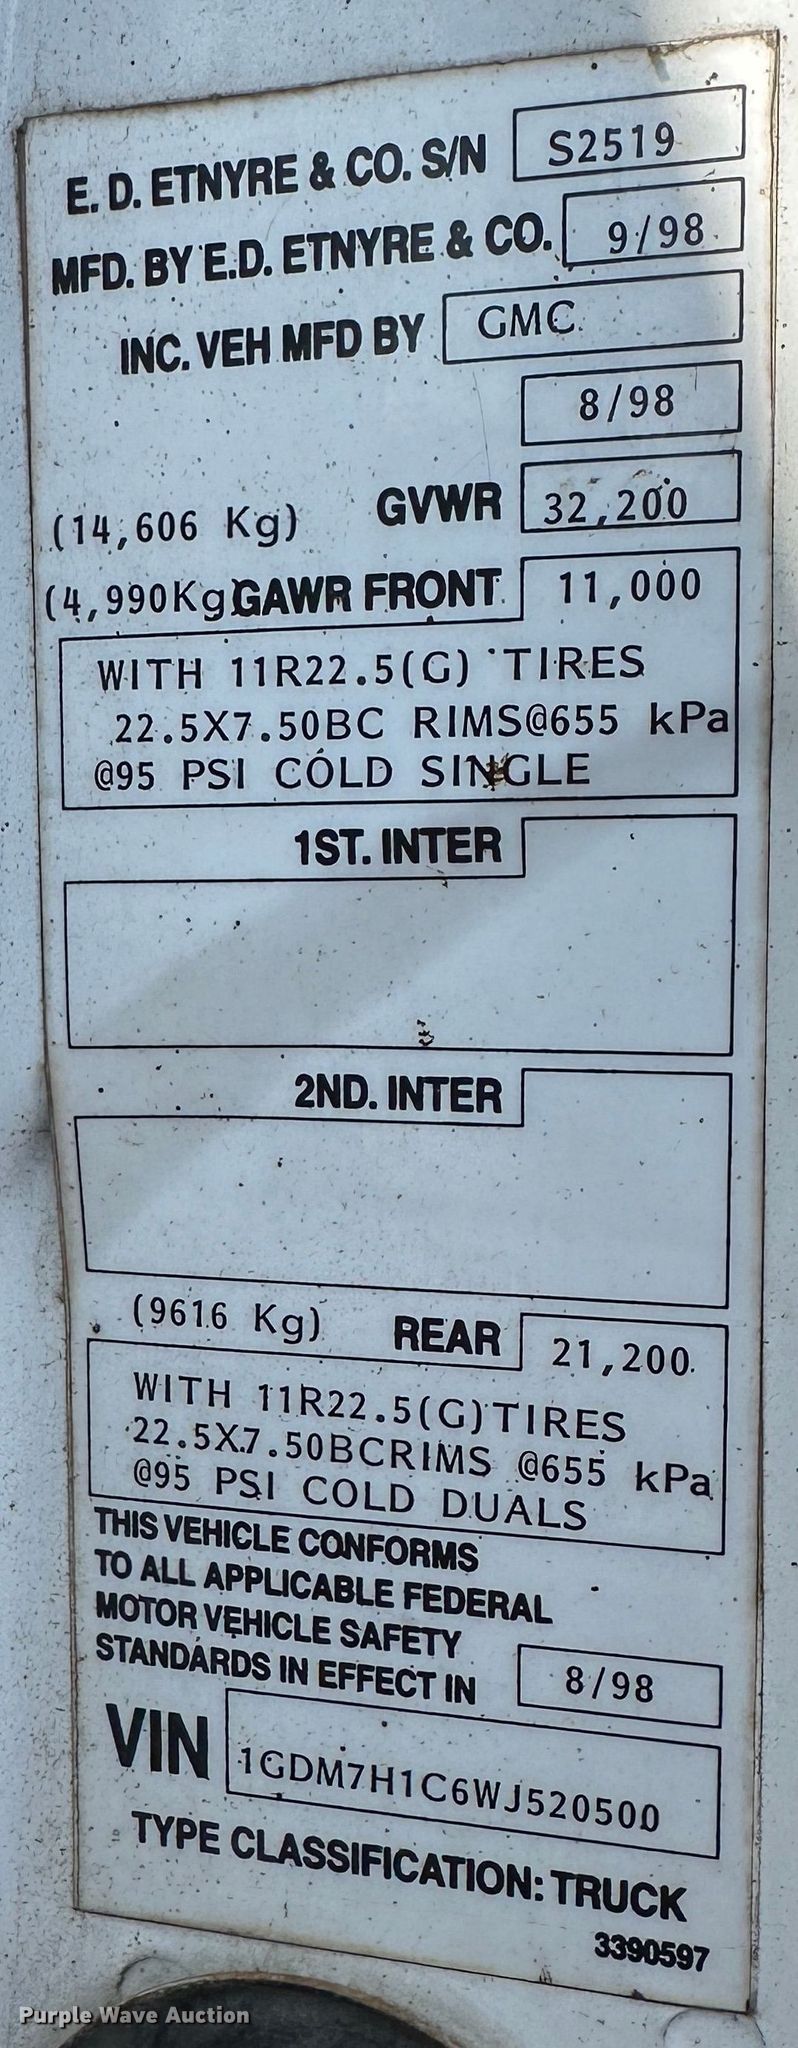 E. D. ETNYRE & CO. S/N S2519
MFD. BY E.D. ETNYRE & CO. 9/98
INC. VEH MFD BY GMC
8/98
(14,606 Kg) GVWR 32,200
(4,990Kg) GAWR FRONT 11,000
WITH 11R22.5(G) TIRES
22.5X7.50BC RIMS@655 kPa
@95 PSI COLD SINGLE
1ST. INTER
2ND. INTER
(9616 Kg) REAR 21,200
WITH 11R22.5(G)TIRES
22.5X7.50BCRIMS @655 kPa
@95 PSI COLD DUALS
THIS VEHICLE CONFORMS
TO ALL APPLICABLE FEDERAL
MOTOR VEHICLE SAFETY
STANDARDS IN EFFECT IN 8/98
VIN 1GDM7H1C6WJ520500
TYPE CLASSIFICATION: TRUCK
3390597
Purple Wave Auction